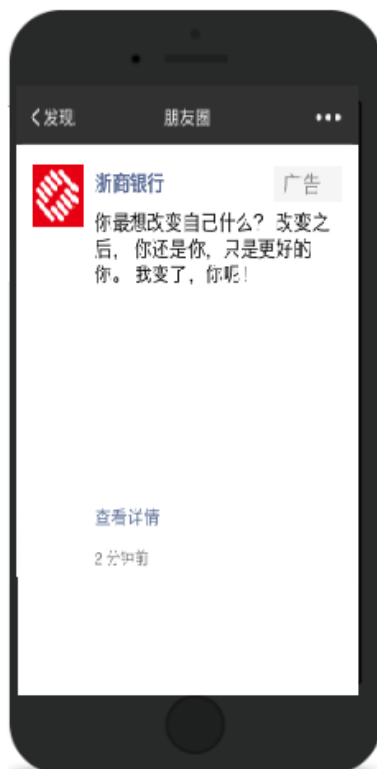 发现 朋友圈
浙商银行 广告
你最想改变自己什么？ 改变之
后， 你还是你，只是更好的
你。 我变了，你呢！
查看详情
2 分钟前